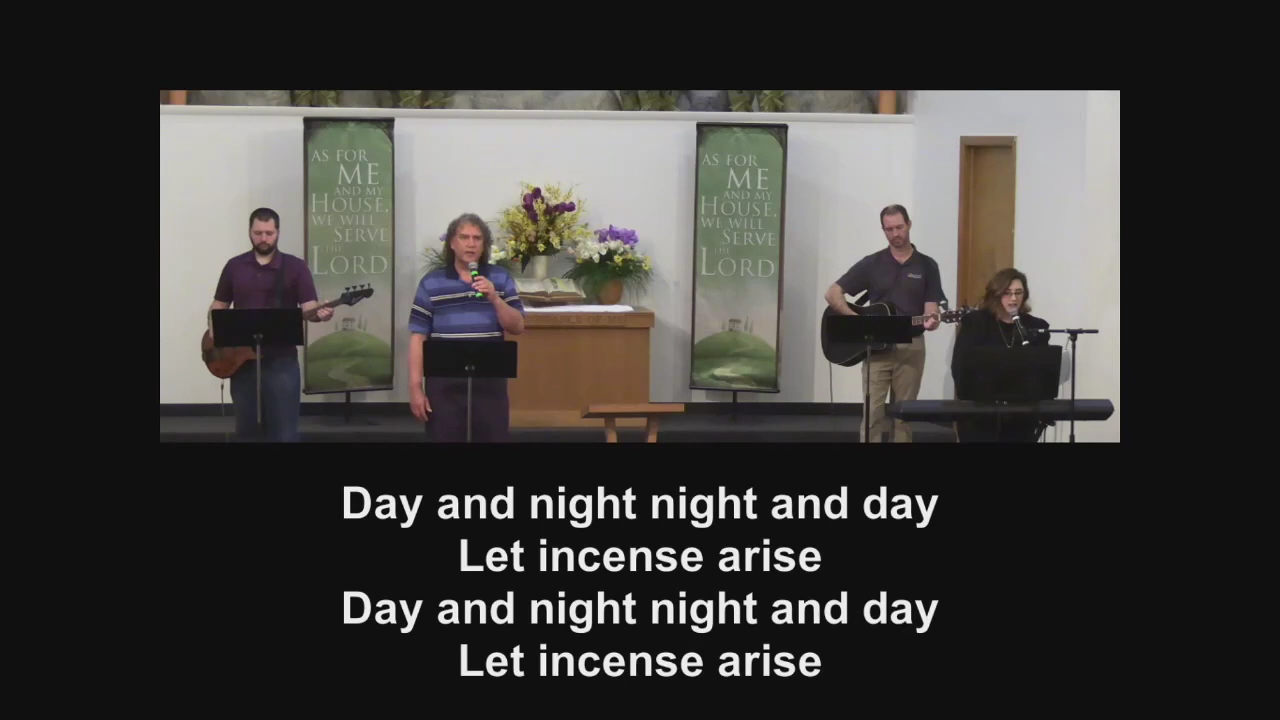 AS FOR
ME
AND MY
HOUSE,
WE WILL
SERVE
THE
LORD
AS FOR
ME
AND MY
HOUSE,
WE WILL
SERVE
THE
LORD
Day and night night and day
Let incense arise
Day and night night and day
Let incense arise